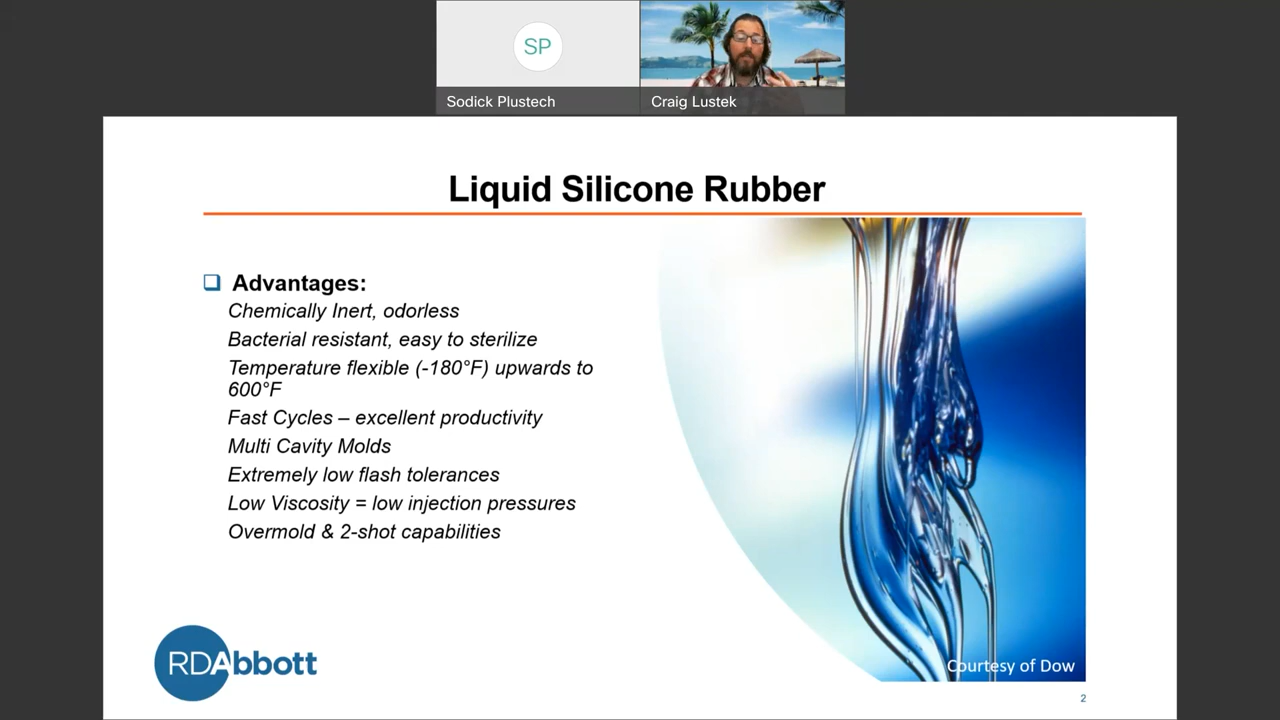 SP
Sodick Plustech
Craig Lustek
Liquid Silicone Rubber
Advantages:
Chemically Inert, odorless
Bacterial resistant, easy to sterilize
Temperature flexible (-180°F) upwards to
600°F
Fast Cycles – excellent productivity
Multi Cavity Molds
Extremely low flash tolerances
Low Viscosity = low injection pressures
Overmold & 2-shot capabilities
RDAbbott
Courtesy of Dow
2